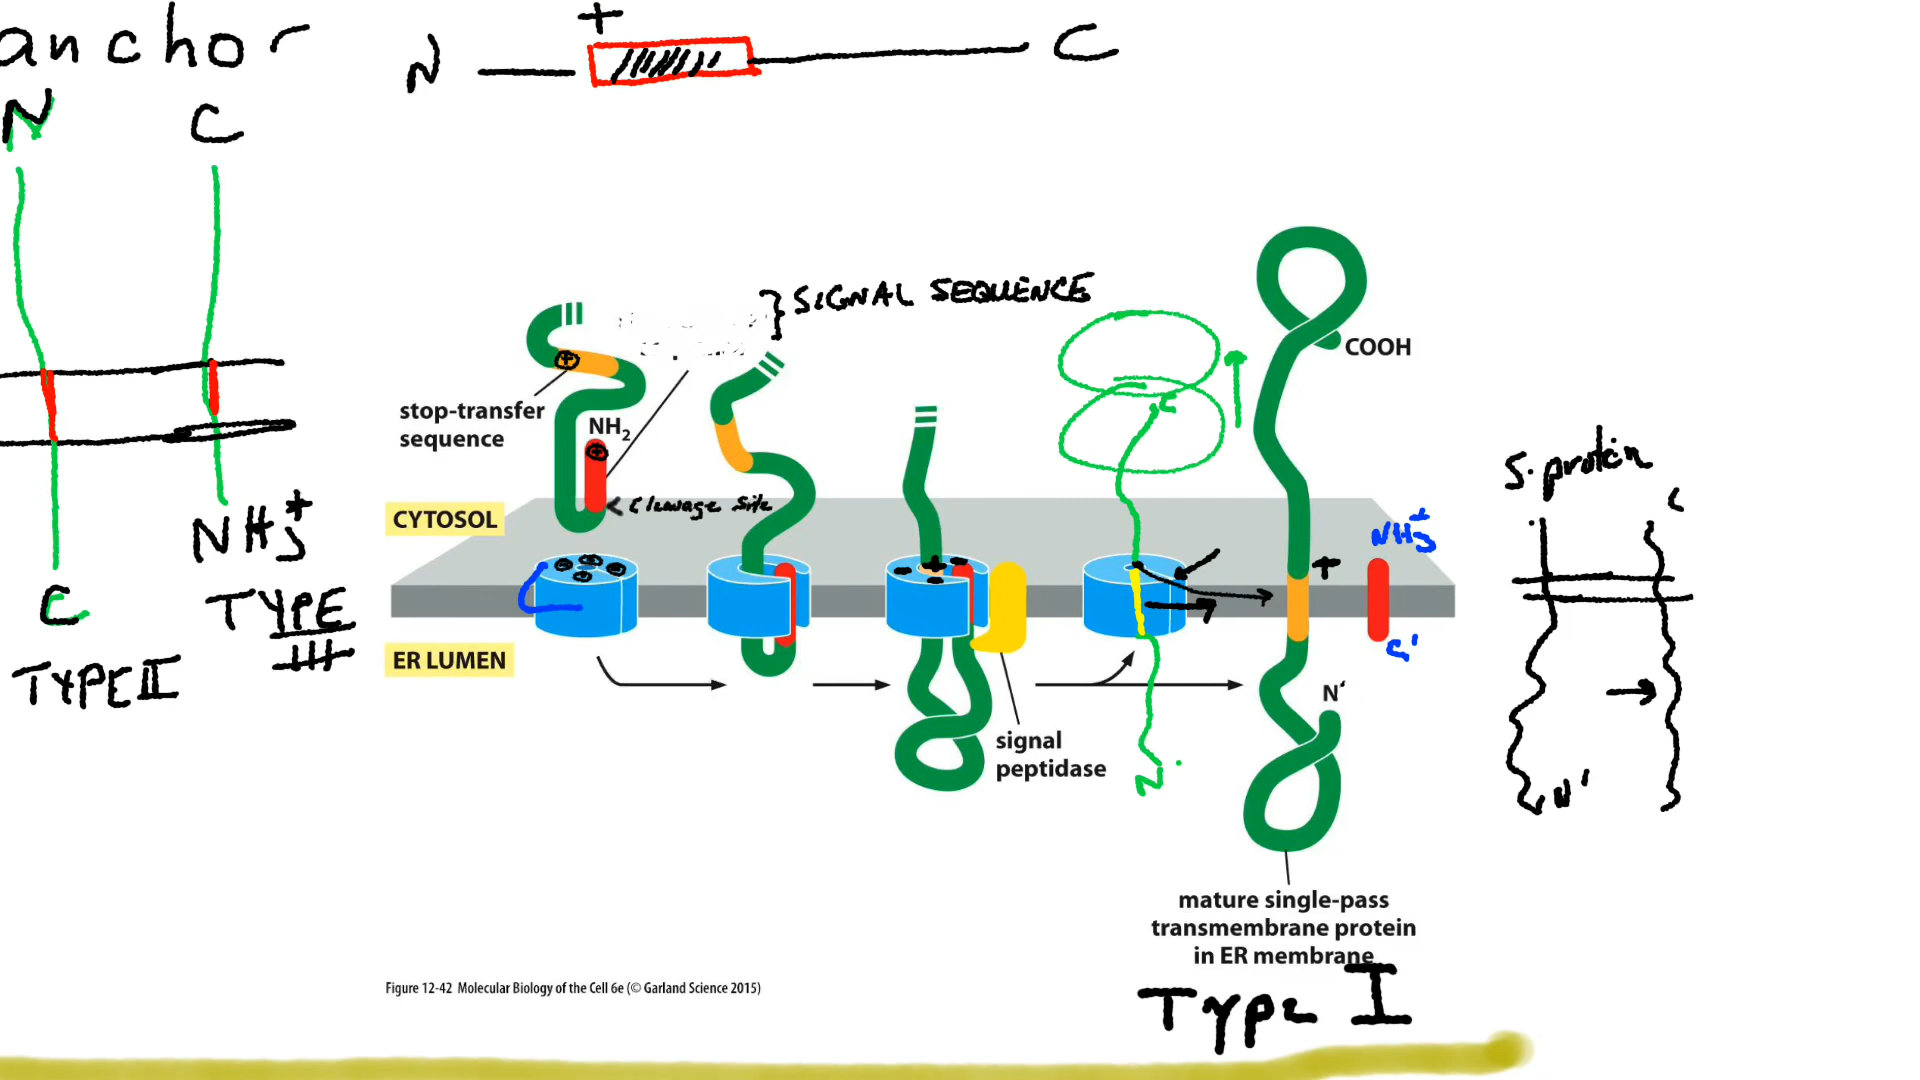 anchor
N + C
N C
} SIGNAL SEQUENCE
COOH
stop-transfer
sequence
+
NH2
+
< Cleavage Site
CYTOSOL
S-protein
C
NH3+
NH3+
TYPE
III
C
TYPE II
ER LUMEN
+
C'
N'
signal
peptidase
N
N'
mature single-pass
transmembrane protein
in ER membrane
Type I
Figure 12-42 Molecular Biology of the Cell 6e (© Garland Science 2015)